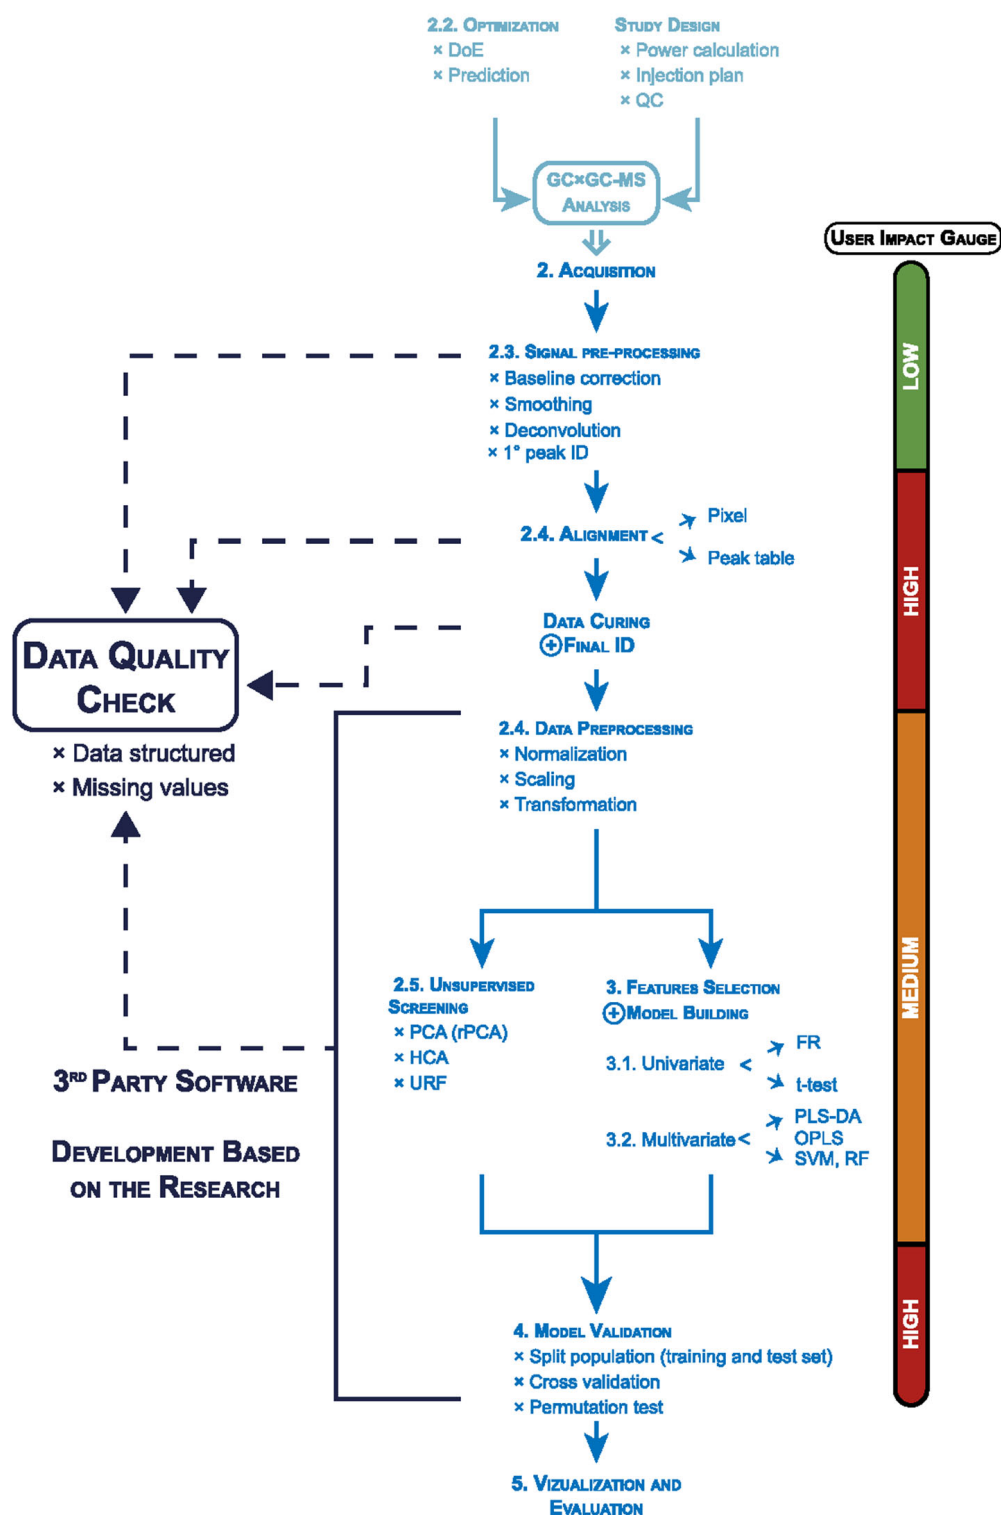 2.2. Optimization
× DoE
× Prediction
Study Design
× Power calculation
× Injection plan
× QC
GC×GC-MS
Analysis
User Impact Gauge
2. Acquisition
2.3. Signal pre-processing
× Baseline correction
× Smoothing
× Deconvolution
× 1° peak ID
LOW
2.4. Alignment <
Pixel
Peak table
HIGH
Data Curing
⊕Final ID
Data Quality
Check
× Data structured
× Missing values
2.4. Data Preprocessing
× Normalization
× Scaling
× Transformation
MEDIUM
2.5. Unsupervised
Screening
× PCA (rPCA)
× HCA
× URF
3. Features Selection
⊕Model Building
3.1. Univariate <
FR
t-test
3.2. Multivariate <
PLS-DA
OPLS
SVM, RF
3RD Party Software
Development Based
on the Research
HIGH
4. Model Validation
× Split population (training and test set)
× Cross validation
× Permutation test
5. Vizualization and
Evaluation